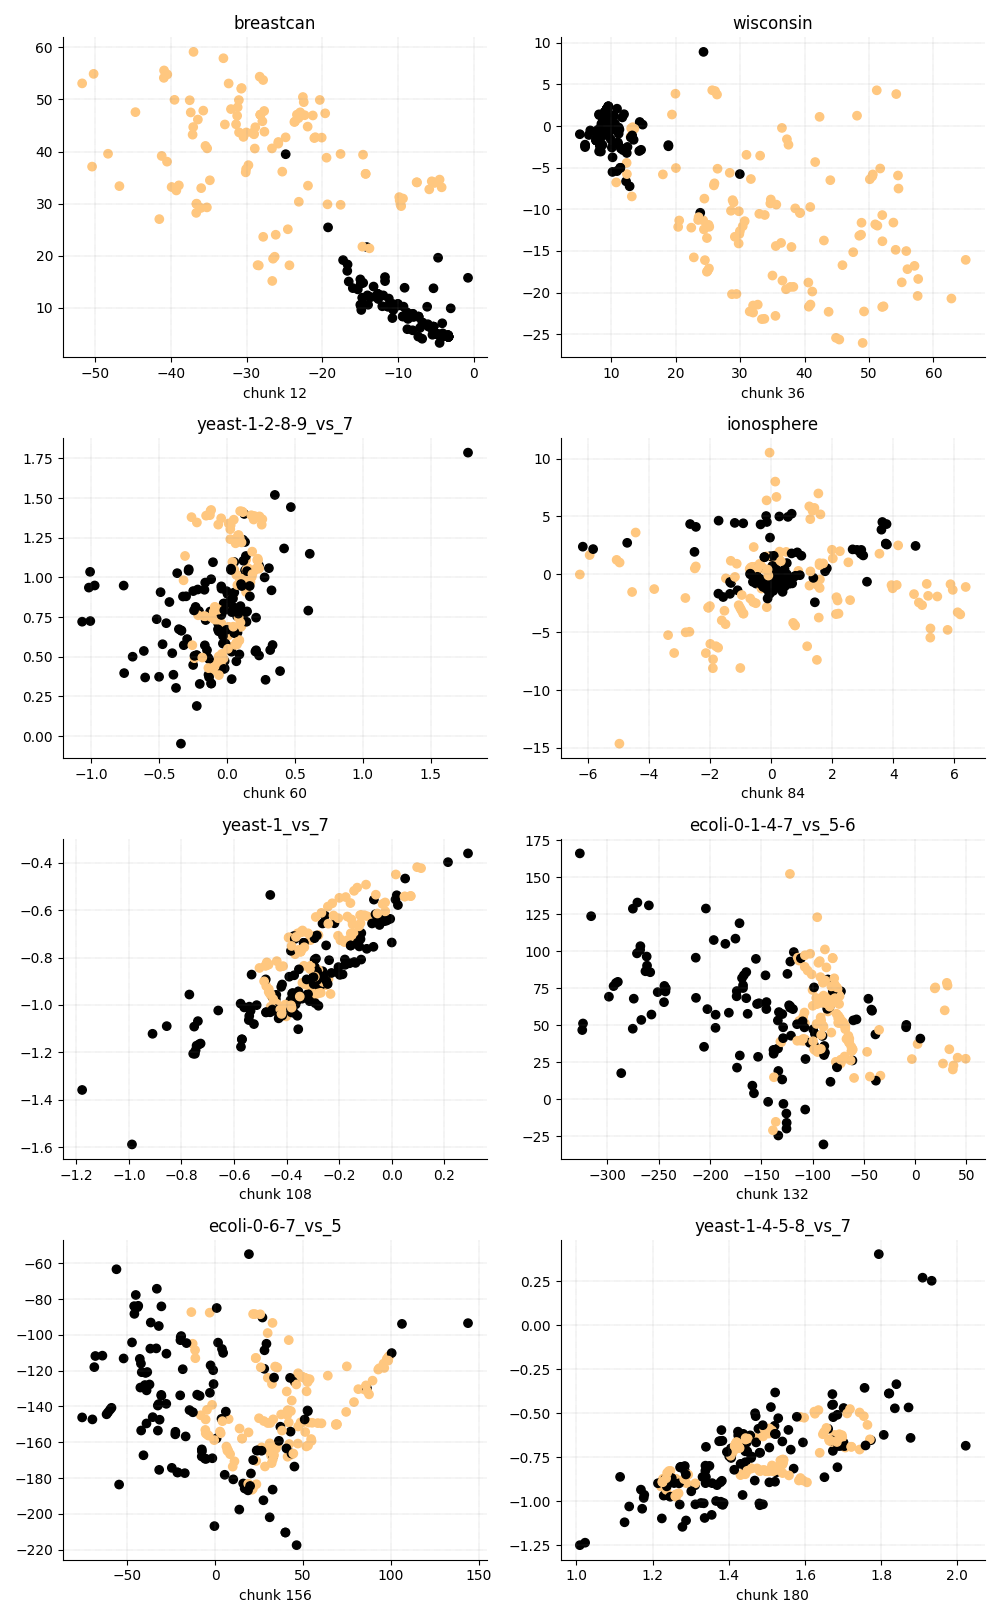 breastcan
60
50
40
30
20
10
−50 −40 −30 −20 −10 0
chunk 12
wisconsin
10
5
0
−5
−10
−15
−20
−25
10 20 30 40 50 60
chunk 36
yeast-1-2-8-9_vs_7
1.75
1.50
1.25
1.00
0.75
0.50
0.25
0.00
−1.0 −0.5 0.0 0.5 1.0 1.5
chunk 60
ionosphere
10
5
0
−5
−10
−15
−6 −4 −2 0 2 4 6
chunk 84
yeast-1_vs_7
−0.4
−0.6
−0.8
−1.0
−1.2
−1.4
−1.6
−1.2 −1.0 −0.8 −0.6 −0.4 −0.2 0.0 0.2
chunk 108
ecoli-0-1-4-7_vs_5-6
175
150
125
100
75
50
25
0
−25
−300 −250 −200 −150 −100 −50 0 50
chunk 132
ecoli-0-6-7_vs_5
−60
−80
−100
−120
−140
−160
−180
−200
−220
−50 0 50 100 150
chunk 156
yeast-1-4-5-8_vs_7
0.25
0.00
−0.25
−0.50
−0.75
−1.00
−1.25
1.0 1.2 1.4 1.6 1.8 2.0
chunk 180